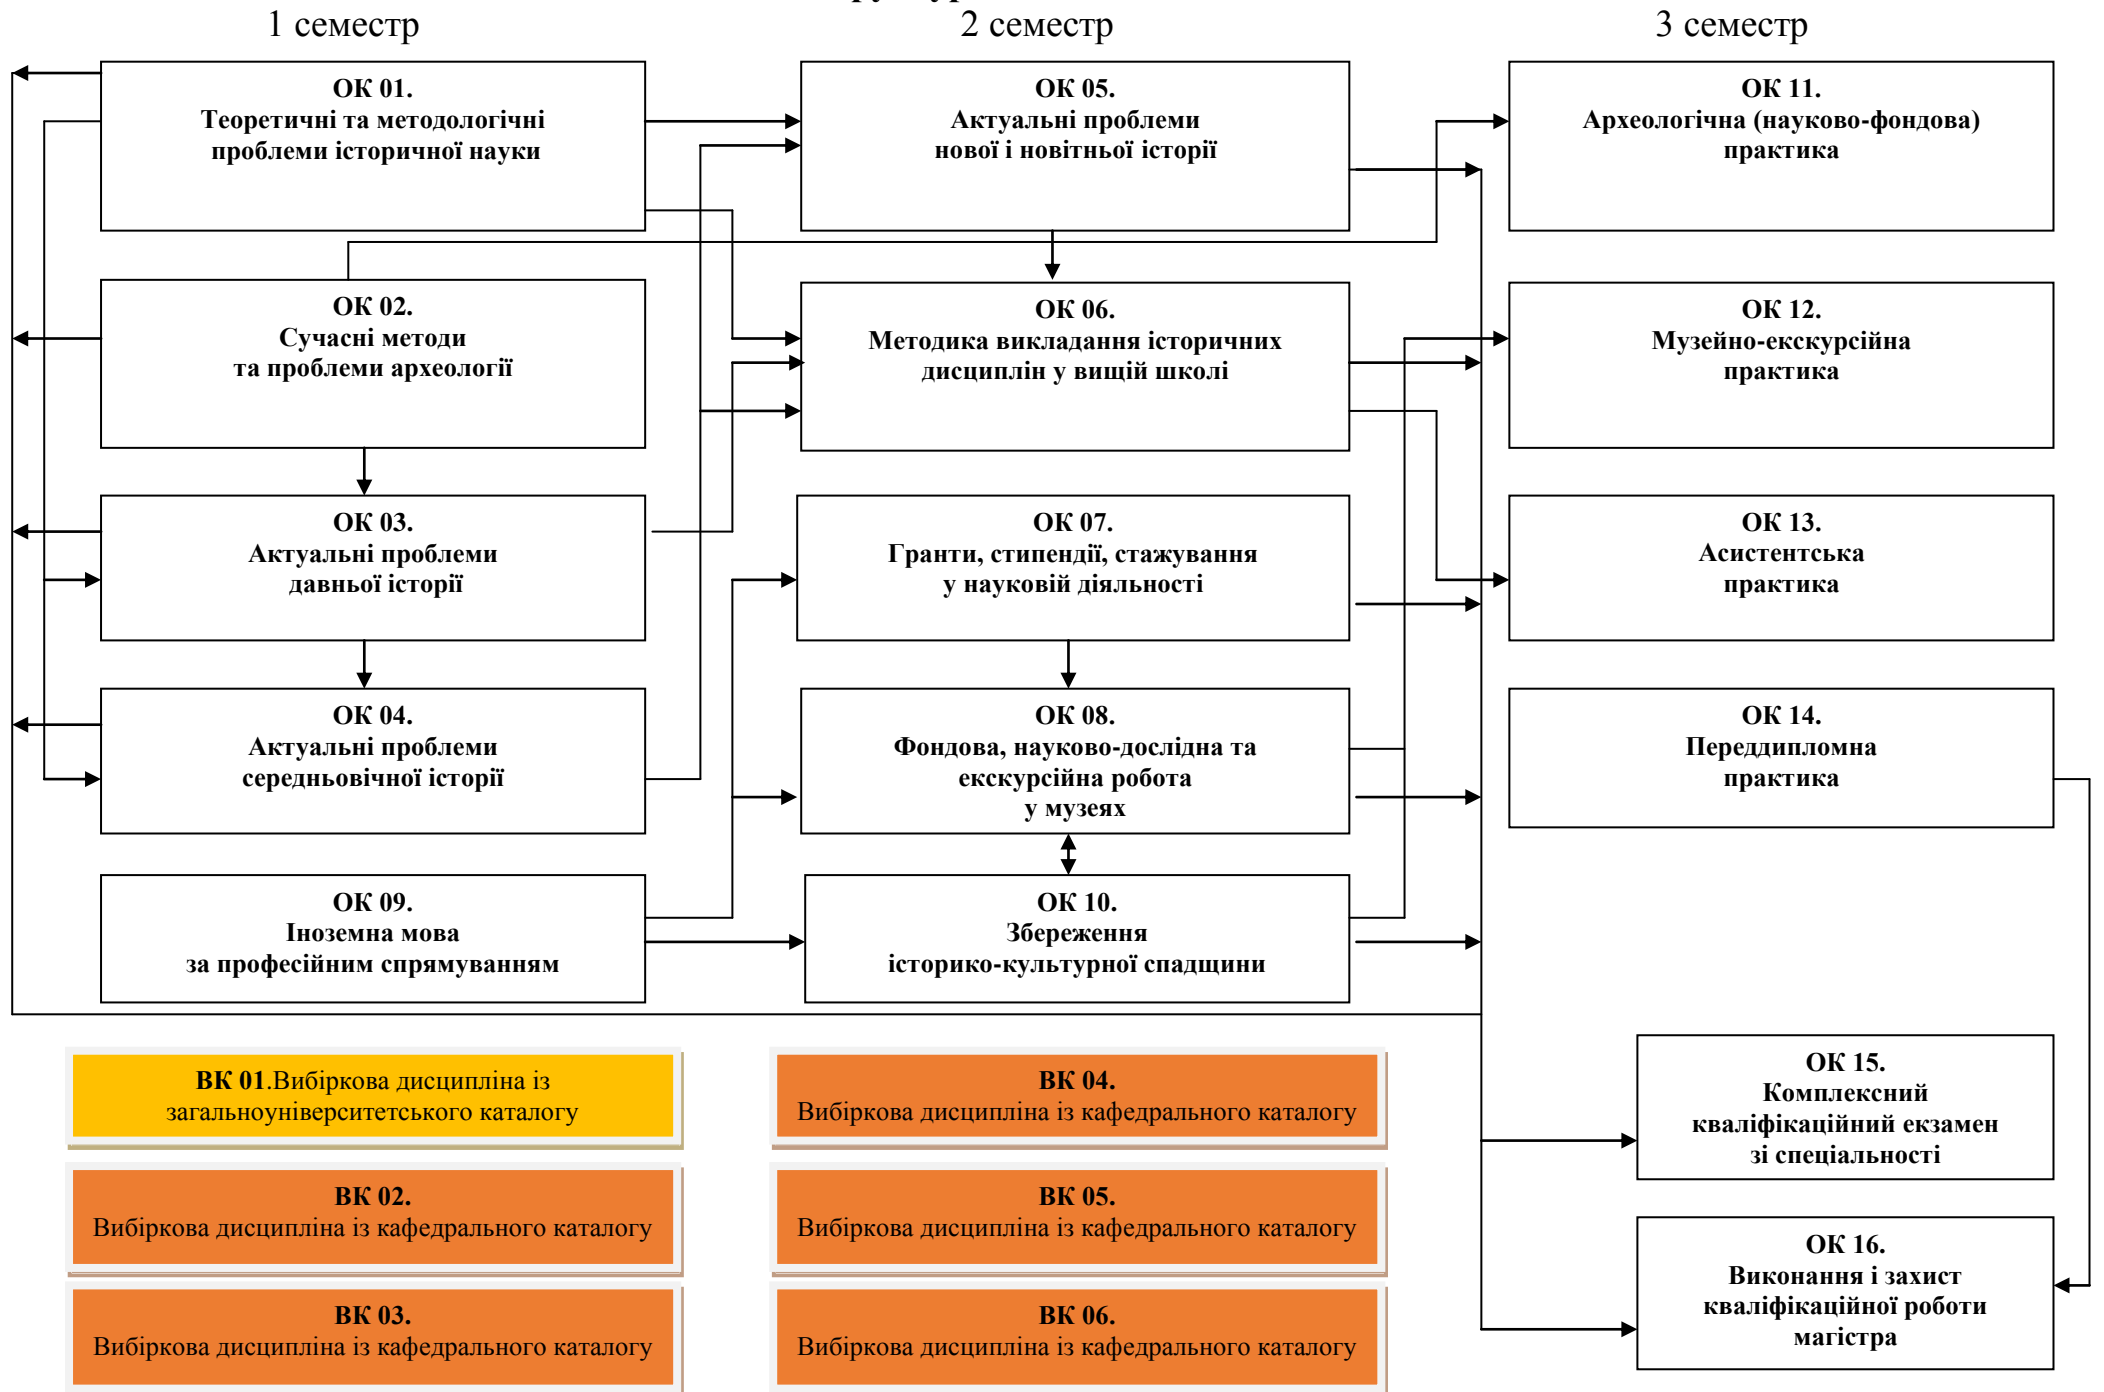 1 семестр
2 семестр
3 семестр
ОК 01.
Теоретичні та методологічні
проблеми історичної науки
ОК 05.
Актуальні проблеми
нової і новітньої історії
ОК 11.
Археологічна (науково-фондова)
практика
ОК 02.
Сучасні методи
та проблеми археології
ОК 06.
Методика викладання історичних
дисциплін у вищій школі
ОК 12.
Музейно-екскурсійна
практика
ОК 03.
Актуальні проблеми
давньої історії
ОК 07.
Гранти, стипендії, стажування
у науковій діяльності
ОК 13.
Асистентська
практика
ОК 04.
Актуальні проблеми
середньовічної історії
ОК 08.
Фондова, науково-дослідна та
екскурсійна робота
у музеях
ОК 14.
Переддипломна
практика
ОК 09.
Іноземна мова
за професійним спрямуванням
ОК 10.
Збереження
історико-культурної спадщини
ВК 01.Вибіркова дисципліна із
загальноуніверситетського каталогу
ВК 04.
Вибіркова дисципліна із кафедрального каталогу
ОК 15.
Комплексний
кваліфікаційний екзамен
зі спеціальності
ВК 02.
Вибіркова дисципліна із кафедрального каталогу
ВК 05.
Вибіркова дисципліна із кафедрального каталогу
ОК 16.
Виконання і захист
кваліфікаційної роботи
магістра
ВК 03.
Вибіркова дисципліна із кафедрального каталогу
ВК 06.
Вибіркова дисципліна із кафедрального каталогу